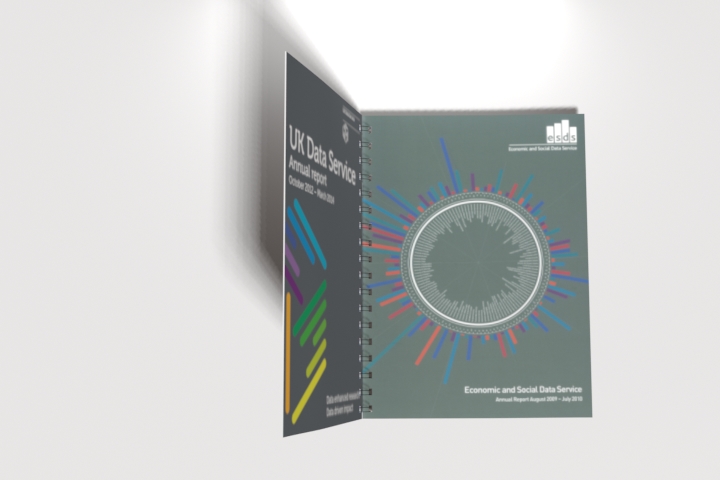 UK Data Service
Annual report
October 2012 – March
Data enhanced research
Data driven impact
esds
Economic and Social Data Service
Economic and Social Data Service
Annual Report August 2009 – July 2010